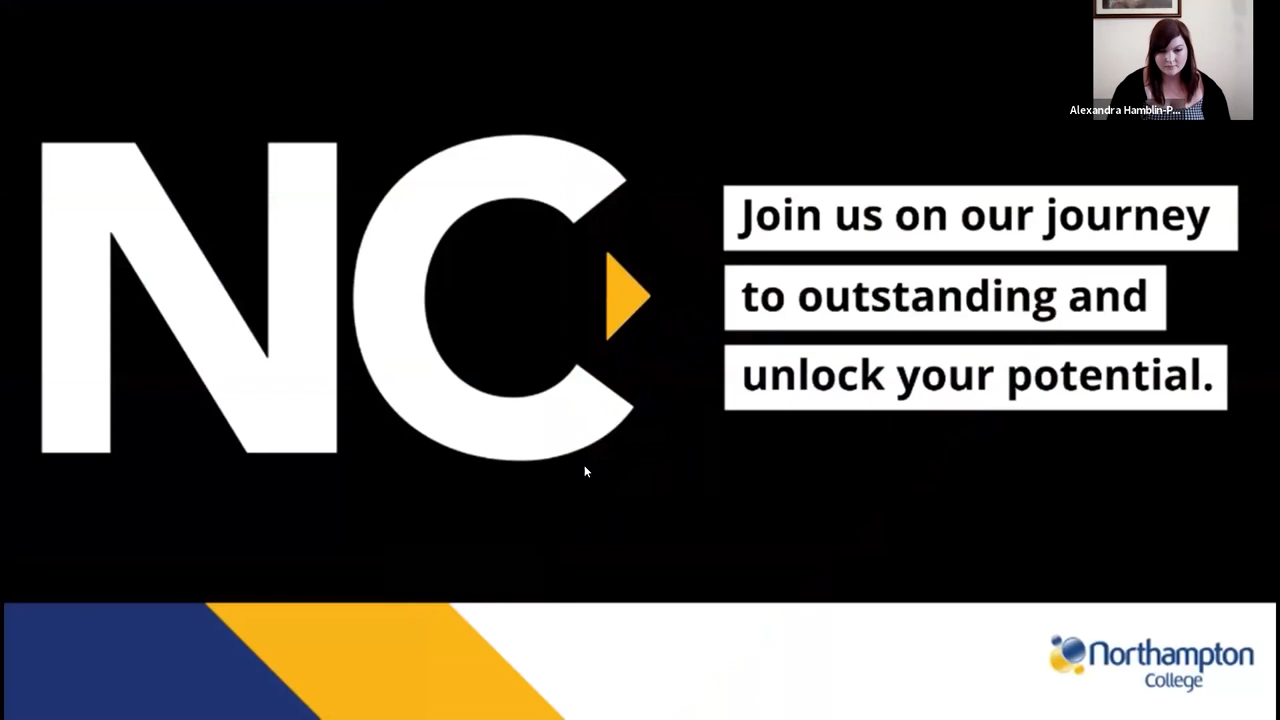 Alexandra Hamblin-P...
NC
Join us on our journey
to outstanding and
unlock your potential.
Northampton
College